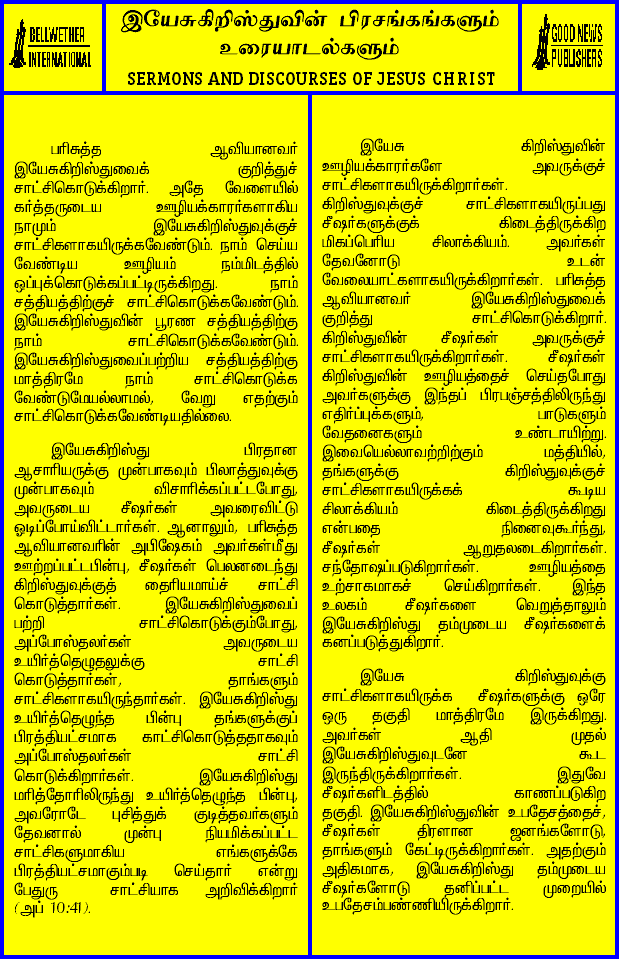 BELLWETHER
INTERNATIONAL
இயேசுகிறிஸ்துவின் பிரசங்கங்களும்
உரையாடல்களும்
SERMONS AND DISCOURSES OF JESUS CHRIST
GOOD NEWS
PUBLISHERS
பரிசுத்த ஆவியானவர்
இயேசுகிறிஸ்துவைக் குறித்துச்
சாட்சிகொடுக்கிறார். அதே வேளையில்
கர்த்தருடைய ஊழியக்காரர்களாகிய
நாமும் இயேசுகிறிஸ்துவுக்குச்
சாட்சிகளாகயிருக்கவேண்டும். நாம் செய்ய
வேண்டிய ஊழியம் நம்மிடத்தில்
ஒப்புக்கொடுக்கப்பட்டிருக்கிறது. நாம்
சத்தியத்திற்குச் சாட்சிகொடுக்கவேண்டும்.
இயேசுகிறிஸ்துவின் பூரண சத்தியத்திற்கு
நாம் சாட்சிகொடுக்கவேண்டும்.
இயேசுகிறிஸ்துவைப்பற்றிய சத்தியத்திற்கு
மாத்திரமே நாம் சாட்சிகொடுக்க
வேண்டுமேயல்லாமல், வேறு எதற்கும்
சாட்சிகொடுக்கவேண்டியதில்லை.
இயேசுகிறிஸ்து பிரதான
ஆசாரியருக்கு முன்பாகவும் பிலாத்துவுக்கு
முன்பாகவும் விசாரிக்கப்பட்டபோது,
அவருடைய சீஷர்கள் அவரைவிட்டு
ஓடிப்போய்விட்டார்கள். ஆனாலும், பரிசுத்த
ஆவியானவரின் அபிஷேகம் அவர்கள்மீது
ஊற்றப்பட்டபின்பு, சீஷர்கள் பெலனடைந்து
கிறிஸ்துவுக்குத் தைரியமாய்ச் சாட்சி
கொடுத்தார்கள். இயேசுகிறிஸ்துவைப்
பற்றி சாட்சிகொடுக்கும்போது,
அப்போஸ்தலர்கள் அவருடைய
உயிர்த்தெழுதலுக்கு சாட்சி
கொடுத்தார்கள், தாங்களும்
சாட்சிகளாகயிருந்தார்கள். இயேசுகிறிஸ்து
உயிர்த்தெழுந்த பின்பு தங்களுக்குப்
பிரத்தியட்சமாக காட்சிகொடுத்ததாகவும்
அப்போஸ்தலர்கள் சாட்சி
கொடுக்கிறார்கள். இயேசுகிறிஸ்து
மரித்தோரிலிருந்து உயிர்த்தெழுந்த பின்பு,
அவரோடே புசித்துக் குடித்தவர்களும்
தேவனால் முன்பு நியமிக்கப்பட்ட
சாட்சிகளுமாகிய எங்களுக்கே
பிரத்தியட்சமாகும்படி செய்தார் என்று
பேதுரு சாட்சியாக அறிவிக்கிறார்
(அப் 10:41).
இயேசு கிறிஸ்துவின்
ஊழியக்காரர்களே அவருக்குச்
சாட்சிகளாகயிருக்கிறார்கள்.
கிறிஸ்துவுக்குச் சாட்சிகளாகயிருப்பது
சீஷர்களுக்குக் கிடைத்திருக்கிற
மிகப்பெரிய சிலாக்கியம். அவர்கள்
தேவனோடு உடன்
வேலையாட்களாகயிருக்கிறார்கள். பரிசுத்த
ஆவியானவர் இயேசுகிறிஸ்துவைக்
குறித்து சாட்சிகொடுக்கிறார்.
கிறிஸ்துவின் சீஷர்கள் அவருக்குச்
சாட்சிகளாகயிருக்கிறார்கள். சீஷர்கள்
கிறிஸ்துவின் ஊழியத்தைச் செய்தபோது
அவர்களுக்கு இந்தப் பிரபஞ்சத்திலிருந்து
எதிர்ப்புக்களும், பாடுகளும்
வேதனைகளும் உண்டாயிற்று.
இவையெல்லாவற்றிற்கும் மத்தியில்,
தங்களுக்கு கிறிஸ்துவுக்குச்
சாட்சிகளாகயிருக்கக் கூடிய
சிலாக்கியம் கிடைத்திருக்கிறது
என்பதை நினைவுகூர்ந்து,
சீஷர்கள் ஆறுதலடைகிறார்கள்.
சந்தோஷப்படுகிறார்கள். ஊழியத்தை
உற்சாகமாகச் செய்கிறார்கள். இந்த
உலகம் சீஷர்களை வெறுத்தாலும்
இயேசுகிறிஸ்து தம்முடைய சீஷர்களைக்
கனப்படுத்துகிறார்.
இயேசு கிறிஸ்துவுக்கு
சாட்சிகளாகயிருக்க சீஷர்களுக்கு ஒரே
ஒரு தகுதி மாத்திரமே இருக்கிறது.
அவர்கள் ஆதி முதல்
இயேசுகிறிஸ்துவுடனே கூட
இருந்திருக்கிறார்கள். இதுவே
சீஷர்களிடத்தில் காணப்படுகிற
தகுதி. இயேசுகிறிஸ்துவின் உபதேசத்தைச்,
சீஷர்கள் திரளான ஜனங்களோடு,
தாங்களும் கேட்டிருக்கிறார்கள். அதற்கும்
அதிகமாக, இயேசுகிறிஸ்து தம்முடைய
சீஷர்களோடு தனிப்பட்ட முறையில்
உபதேசம்பண்ணியிருக்கிறார்.